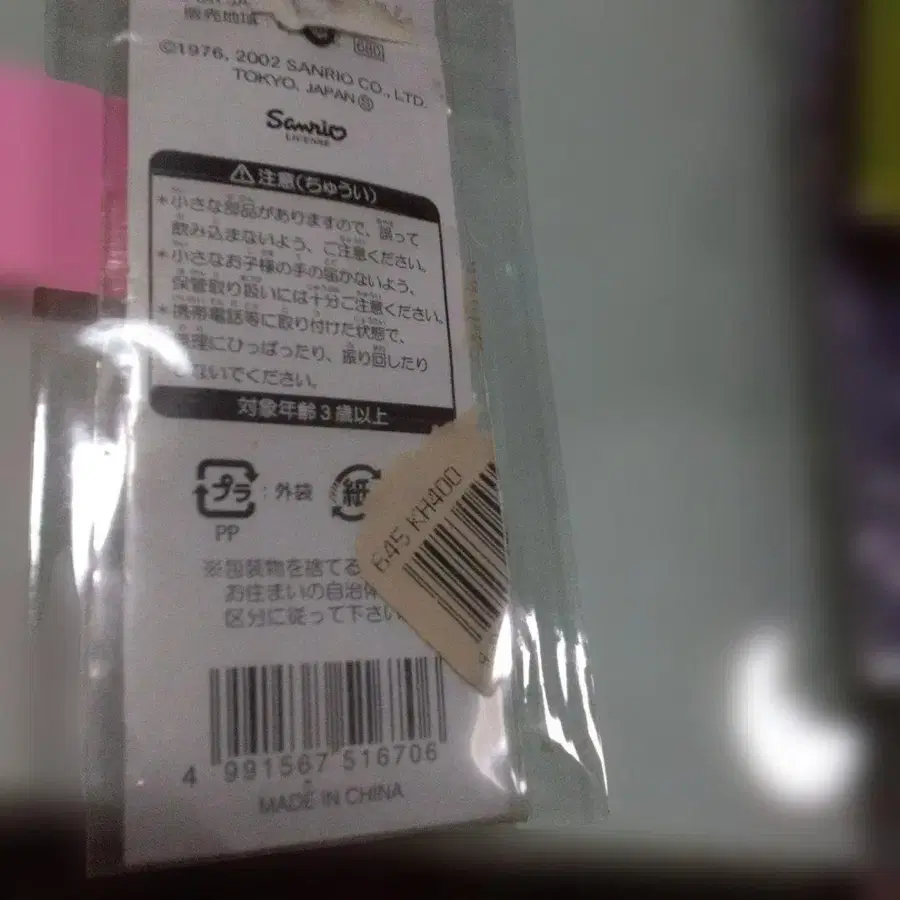 販売地域
680
©1976, 2002 SANRIO CO., LTD.
TOKYO, JAPAN Ⓢ
Sanrio
LICENSE
⚠注意(ちゅうい)
*小さな部品がありますので、誤って
飲み込まないよう、ご注意ください。
*小さなお子様の手の届かないよう、
保管取り扱いには十分ご注意ください。
*携帯電話等に取り付けた状態で、
無理にひっぱったり、振り回したり
しないでください。
対象年齢3歳以上
プラ:外袋 紙
PP
645 KH400
※包装物を捨てる
お住まいの自治体
区分に従って下さい
4 991567 516706
MADE IN CHINA